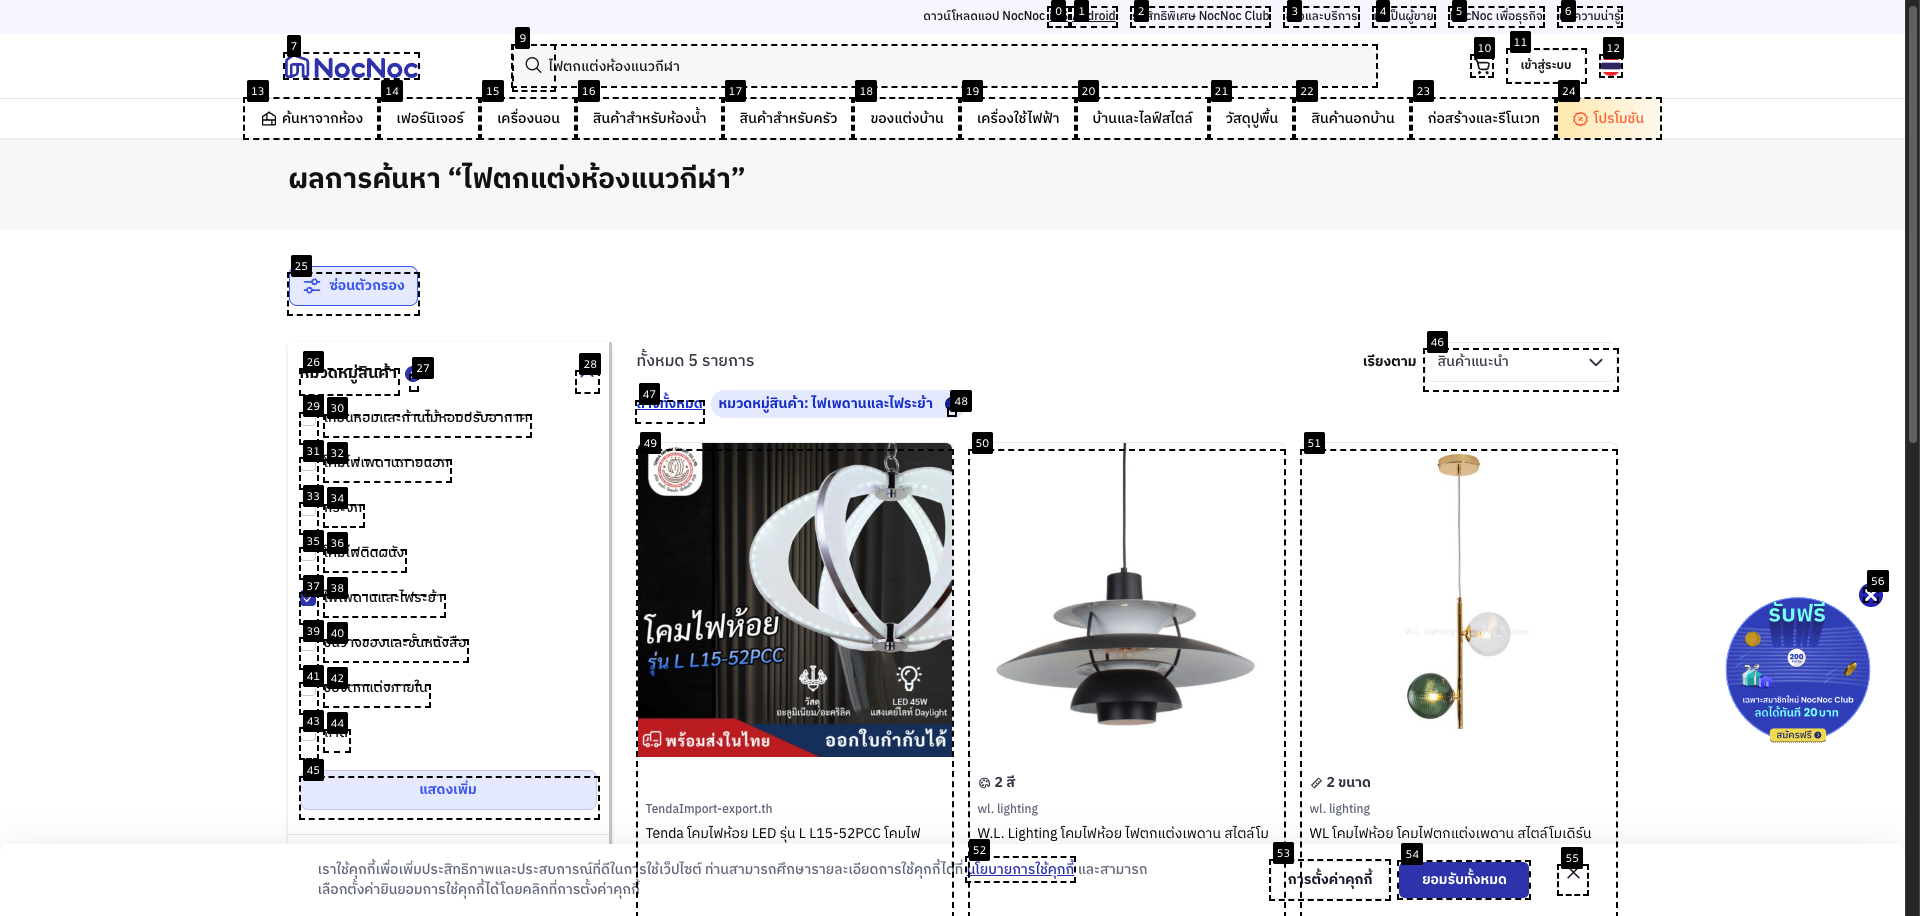 ดาวน์โหลดแอป NocNoc
NocNoc Club
และบริการ
เป็นผู้ขาย
NocNoc เพื่อธุรกิจ
ความน่ารู้
NocNoc
ไฟตกแต่งห้องแนวกีฬา
เข้าสู่ระบบ
ค้นหาจากห้อง
เฟอร์นิเจอร์
เครื่องนอน
สินค้าสำหรับห้องน้ำ
สินค้าสำหรับครัว
ของแต่งบ้าน
เครื่องใช้ไฟฟ้า
บ้านและไลฟ์สไตล์
วัสดุปูพื้น
สินค้านอกบ้าน
ก่อสร้างและรีโนเวท
โปรโมชัน
ผลการค้นหา “ไฟตกแต่งห้องแนวกีฬา”
ซ่อนตัวกรอง
หมวดหมู่สินค้า
ทั้งหมด 5 รายการ
เรียงตาม
สินค้าแนะนำ
ล้างทั้งหมด
หมวดหมู่สินค้า: ไฟเพดานและไฟระย้า
โคมไฟเพดานภายนอก
โคมไฟติดผนัง
ไฟเพดานและไฟระย้า
ชั้นวางของและชั้นหนังสือ
ของตกแต่งภายใน
แสดงเพิ่ม
โคมไฟห้อย
รุ่น L L15-52PCC
วัสดุ
อะลูมิเนียม/อะคริลิค
LED 45W
แสงเดย์ไลท์ Daylight
พร้อมส่งในไทย
ออกใบกำกับได้
TendaImport-export.th
Tenda โคมไฟห้อย LED รุ่น L L15-52PCC โคมไฟ
2 สี
wl. lighting
W.L. Lighting โคมไฟห้อย ไฟตกแต่งเพดาน สไตล์โม
2 ขนาด
wl. lighting
WL โคมไฟห้อย โคมไฟตกแต่งเพดาน สไตล์โมเดิร์น
รับฟรี
200
เฉพาะสมาชิกใหม่ NocNoc Club
ลดได้ทันที 20 บาท
สมัครฟรี
เราใช้คุกกี้เพื่อเพิ่มประสิทธิภาพและประสบการณ์ที่ดีในการใช้เว็ปไซต์ ท่านสามารถศึกษารายละเอียดการใช้คุกกี้ได้ที่ นโยบายการใช้คุกกี้ และสามารถ
เลือกตั้งค่ายินยอมการใช้คุกกี้ได้โดยคลิกที่การตั้งค่าคุกกี้
การตั้งค่าคุกกี้
ยอมรับทั้งหมด